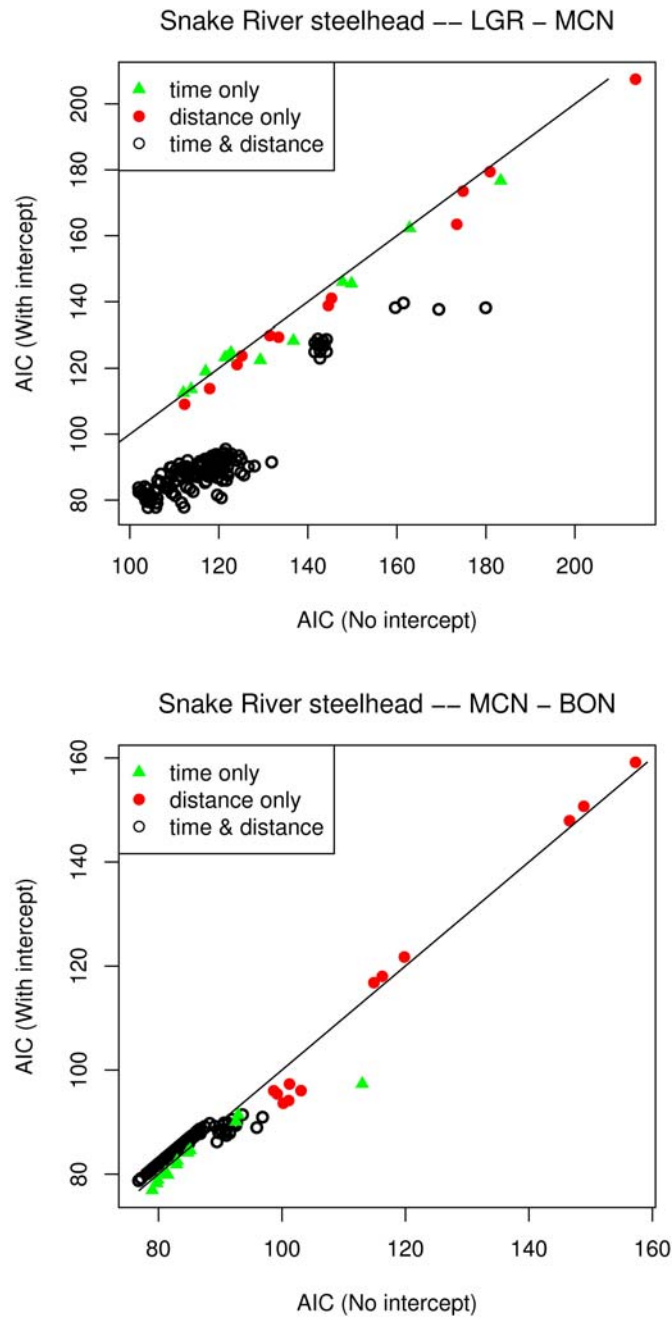 Snake River steelhead –– LGR − MCN
time only
distance only
time & distance
AIC (With intercept)
200
180
160
140
120
100
80
100 120 140 160 180 200
AIC (No intercept)
Snake River steelhead –– MCN − BON
time only
distance only
time & distance
AIC (With intercept)
160
140
120
100
80
80 100 120 140 160
AIC (No intercept)